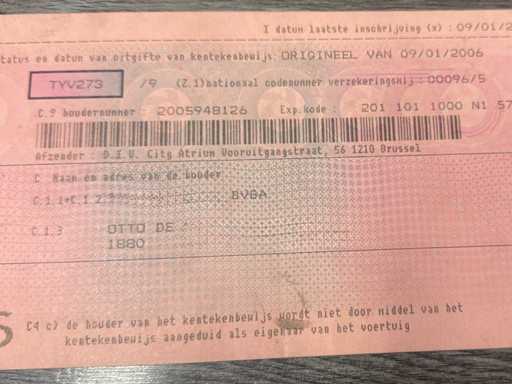 I datum laatste inschrijving (x) : 09/01/2
status en datum van uitgifte van kentekenbewijs: ORIGINEEL VAN 09/01/2006
TYV273 /9 (Z.1)nationaal codenummer verzekeringsmij.: 00096/5
C.9 houdernummer : 2005948126 Exp.kode : 201 101 1000 N1 57
Afzender : D.I.V. City Atrium Vooruitgangstraat, 56 1210 Brussel
C Naam en adres van de houder
C.1.1+C.1.2 BVBA
C.1.3 OTTO DE
1880
C4 c) de houder van het kentekenbewijs wordt niet door middel van het
kentekenbewijs aangeduid als eigenaar van het voertuig